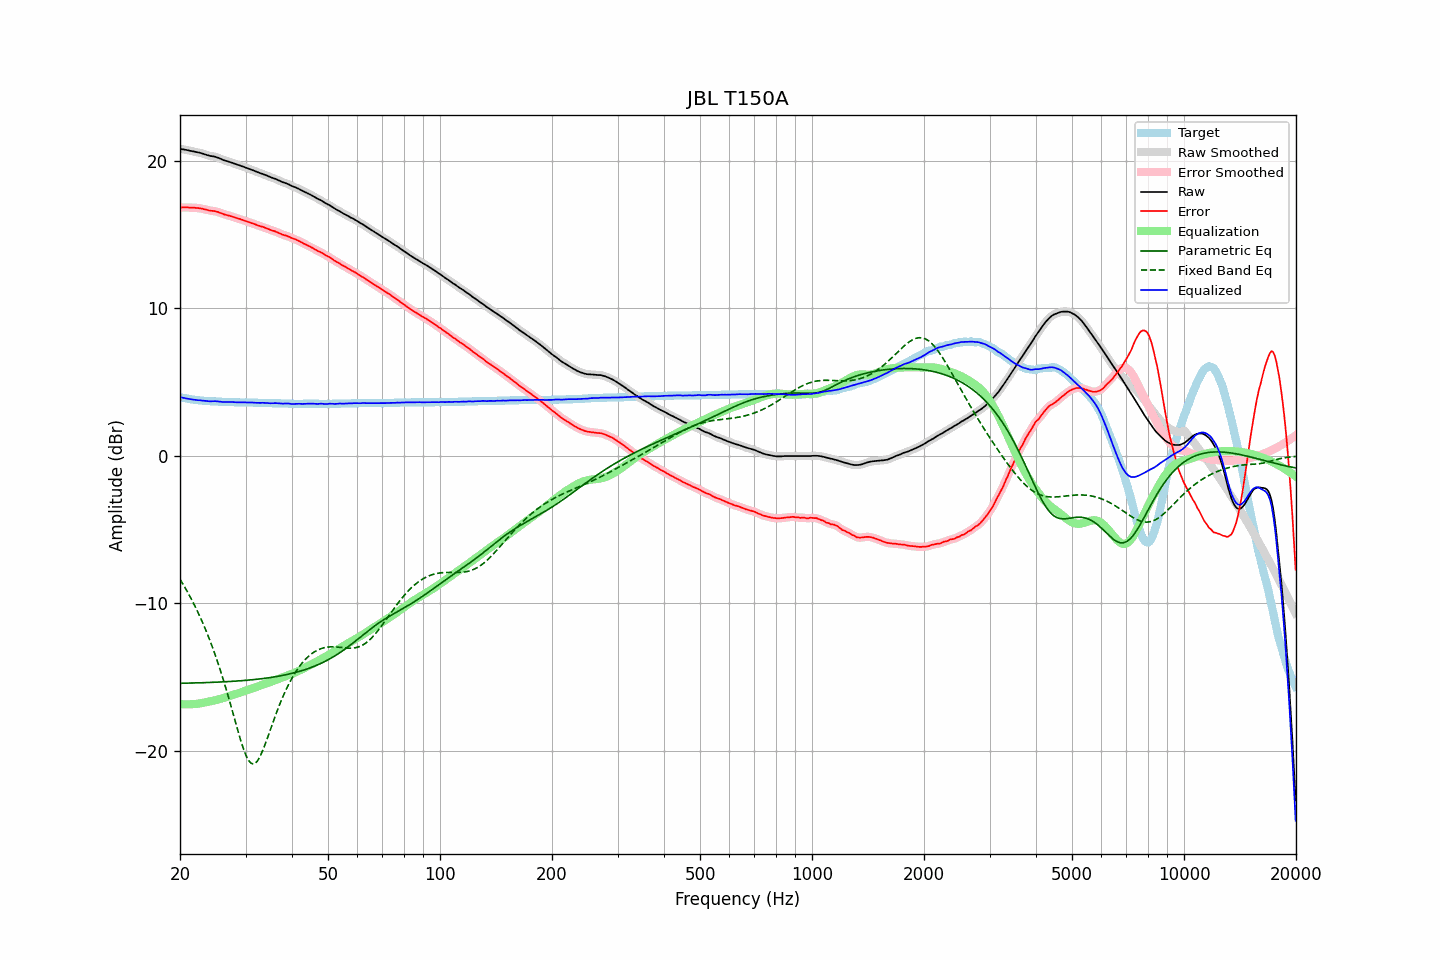 JBL T150A
Amplitude (dBr)
20
10
0
−10
−20
Target
Raw Smoothed
Error Smoothed
Raw
Error
Equalization
Parametric Eq
Fixed Band Eq
Equalized
20 50 100 200 500 1000 2000 5000 10000 20000
Frequency (Hz)